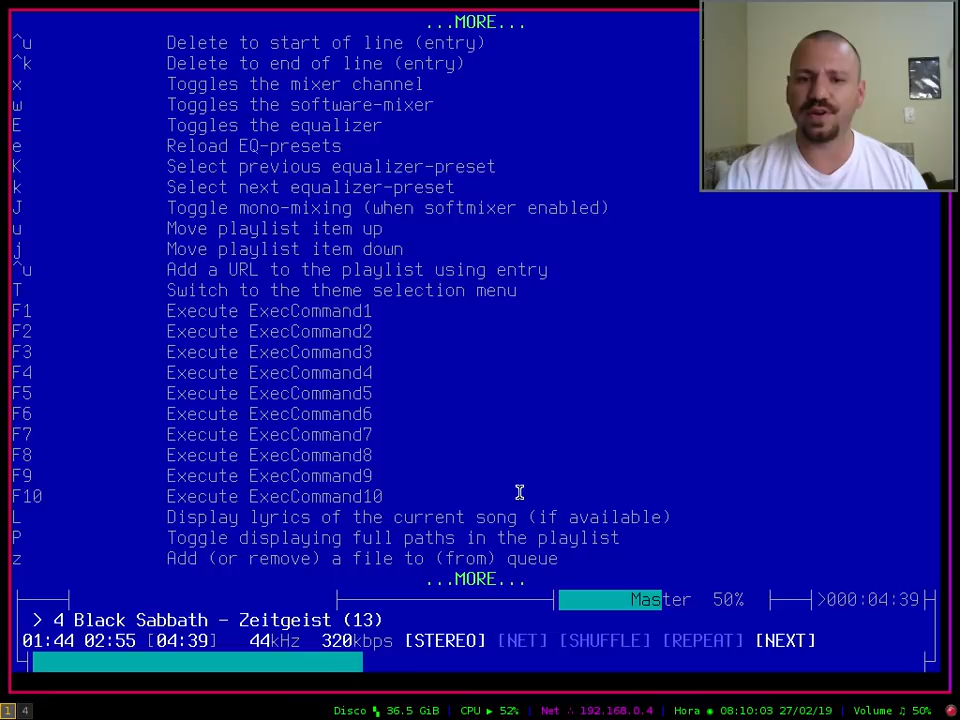 ...MORE...
^u Delete to start of line (entry)
^k Delete to end of line (entry)
x Toggles the mixer channel
w Toggles the software-mixer
E Toggles the equalizer
e Reload EQ-presets
K Select previous equalizer-preset
k Select next equalizer-preset
J Toggle mono-mixing (when softmixer enabled)
u Move playlist item up
j Move playlist item down
^u Add a URL to the playlist using entry
T Switch to the theme selection menu
F1 Execute ExecCommand1
F2 Execute ExecCommand2
F3 Execute ExecCommand3
F4 Execute ExecCommand4
F5 Execute ExecCommand5
F6 Execute ExecCommand6
F7 Execute ExecCommand7
F8 Execute ExecCommand8
F9 Execute ExecCommand9
F10 Execute ExecCommand10
L Display lyrics of the current song (if available)
P Toggle displaying full paths in the playlist
z Add (or remove) a file to (from) queue
...MORE...
Master 50% >000:04:39
> 4 Black Sabbath - Zeitgeist (13)
01:44 02:55 [04:39] 44kHz 320kbps [STEREO] [NET] [SHUFFLE] [REPEAT] [NEXT]
1 4 Disco 36.5 GiB | CPU ▶ 52% | Net ∴ 192.168.0.4 | Hora ◉ 08:10:03 27/02/19 | Volume ♫ 50%